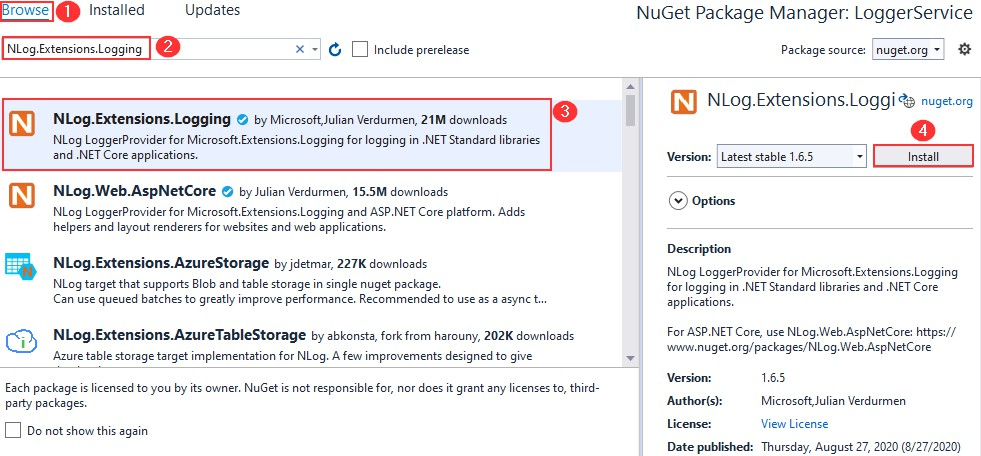 Browse 1 Installed Updates
NuGet Package Manager: LoggerService
NLog.Extensions.Logging 2
Include prerelease
Package source: nuget.org
NLog.Extensions.Logging by Microsoft,Julian Verdurmen, 21M downloads
3
NLog LoggerProvider for Microsoft.Extensions.Logging for logging in .NET Standard libraries
and .NET Core applications.
NLog.Web.AspNetCore by Julian Verdurmen, 15.5M downloads
NLog LoggerProvider for Microsoft.Extensions.Logging and ASP.NET Core platform. Adds
helpers and layout renderers for websites and web applications.
NLog.Extensions.AzureStorage by jdetmar, 227K downloads
NLog target that supports Blob and table storage in single nuget package.
Can use queued batches to greatly improve performance. Recommended to use as a async t...
NLog.Extensions.AzureTableStorage by abkonsta, fork from harouny, 202K downloads
Azure table storage target implementation for NLog. A few improvements designed to give
Each package is licensed to you by its owner. NuGet is not responsible for, nor does it grant any licenses to, third-
party packages.
Do not show this again
NLog.Extensions.Loggi nuget.org
4
Version: Latest stable 1.6.5 Install
Options
Description
NLog LoggerProvider for Microsoft.Extensions.Logging
for logging in .NET Standard libraries and .NET Core
applications.
For ASP.NET Core, use NLog.Web.AspNetCore: https://
www.nuget.org/packages/NLog.Web.AspNetCore
Version: 1.6.5
Author(s): Microsoft,Julian Verdurmen
License: View License
Date published: Thursday, August 27, 2020 (8/27/2020)